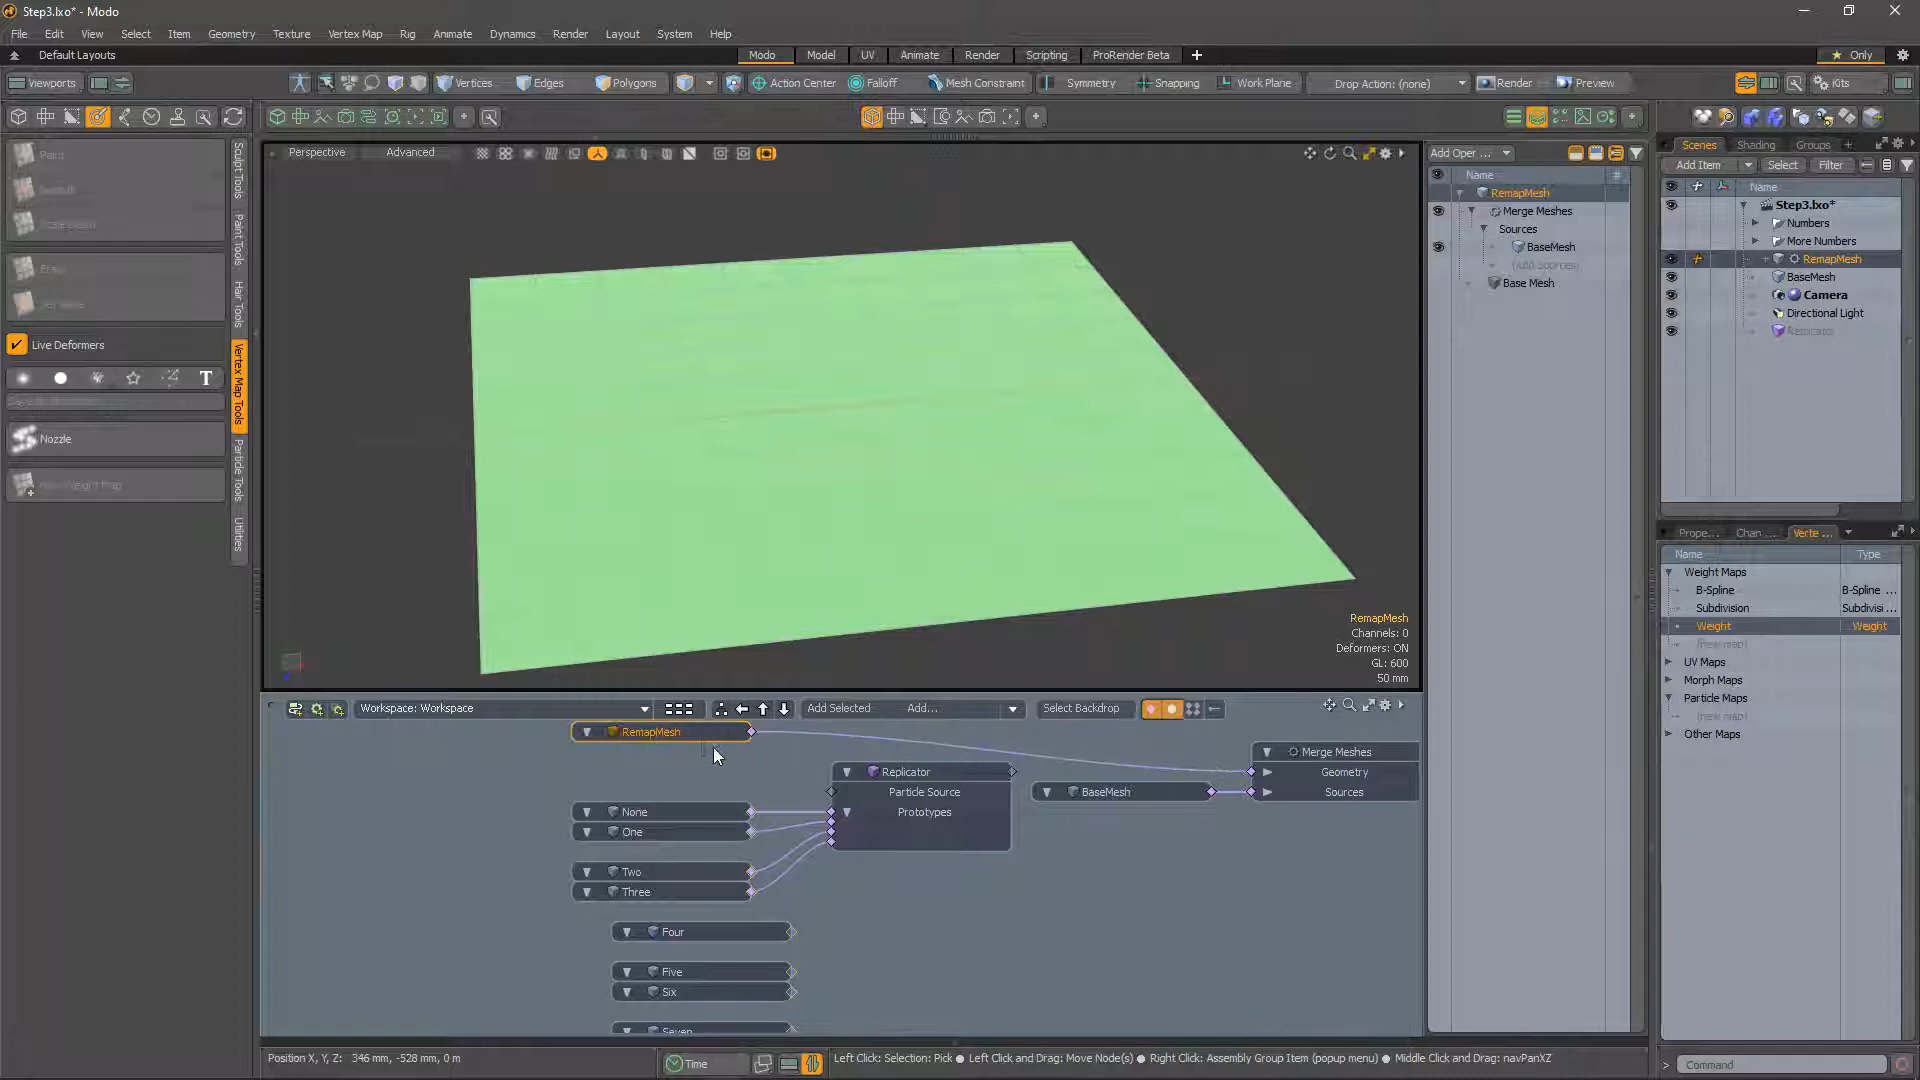 Step3.lxo* - Modo
File Edit View Select Item Geometry Texture Vertex Map Rig Animate Dynamics Render Layout System Help
Default Layouts
Modo Model UV Animate Render Scripting ProRender Beta
Only
Viewports
Vertices Edges Polygons Action Center Falloff Mesh Constraint Symmetry Snapping Work Plane Drop Action: (none) Render Preview Kits
Perspective Advanced
Paint
Live Deformers
T
Nozzle
Sculpt Tools
Paint Tools
Hair Tools
Vertex Map Tools
Particle Tools
Utilities
RemapMesh
Channels: 0
Deformers: ON
GL: 600
50 mm
Add Oper ...
Name
RemapMesh
Merge Meshes
Sources
BaseMesh
(Add Sources)
Base Mesh
Scenes Shading Groups
Add Item Select Filter
Name
Step3.lxo*
Numbers
More Numbers
RemapMesh
BaseMesh
Camera
Directional Light
Replicator
Prope... Chan ... Verte ...
Name Type
Weight Maps
B-Spline B-Spline ...
Subdivision Subdivisi ...
Weight Weight
(new map)
UV Maps
Morph Maps
Particle Maps
(new map)
Other Maps
Command
Workspace: Workspace Add Selected Add... Select Backdrop
RemapMesh
Merge Meshes
Geometry
Sources
Replicator
Particle Source
Prototypes
BaseMesh
None
One
Two
Three
Four
Five
Six
Seven
Position X, Y, Z: 346 mm, -528 mm, 0 m
Time
Left Click: Selection: Pick ● Left Click and Drag: Move Node(s) ● Right Click: Assembly Group Item (popup menu) ● Middle Click and Drag: navPanXZ